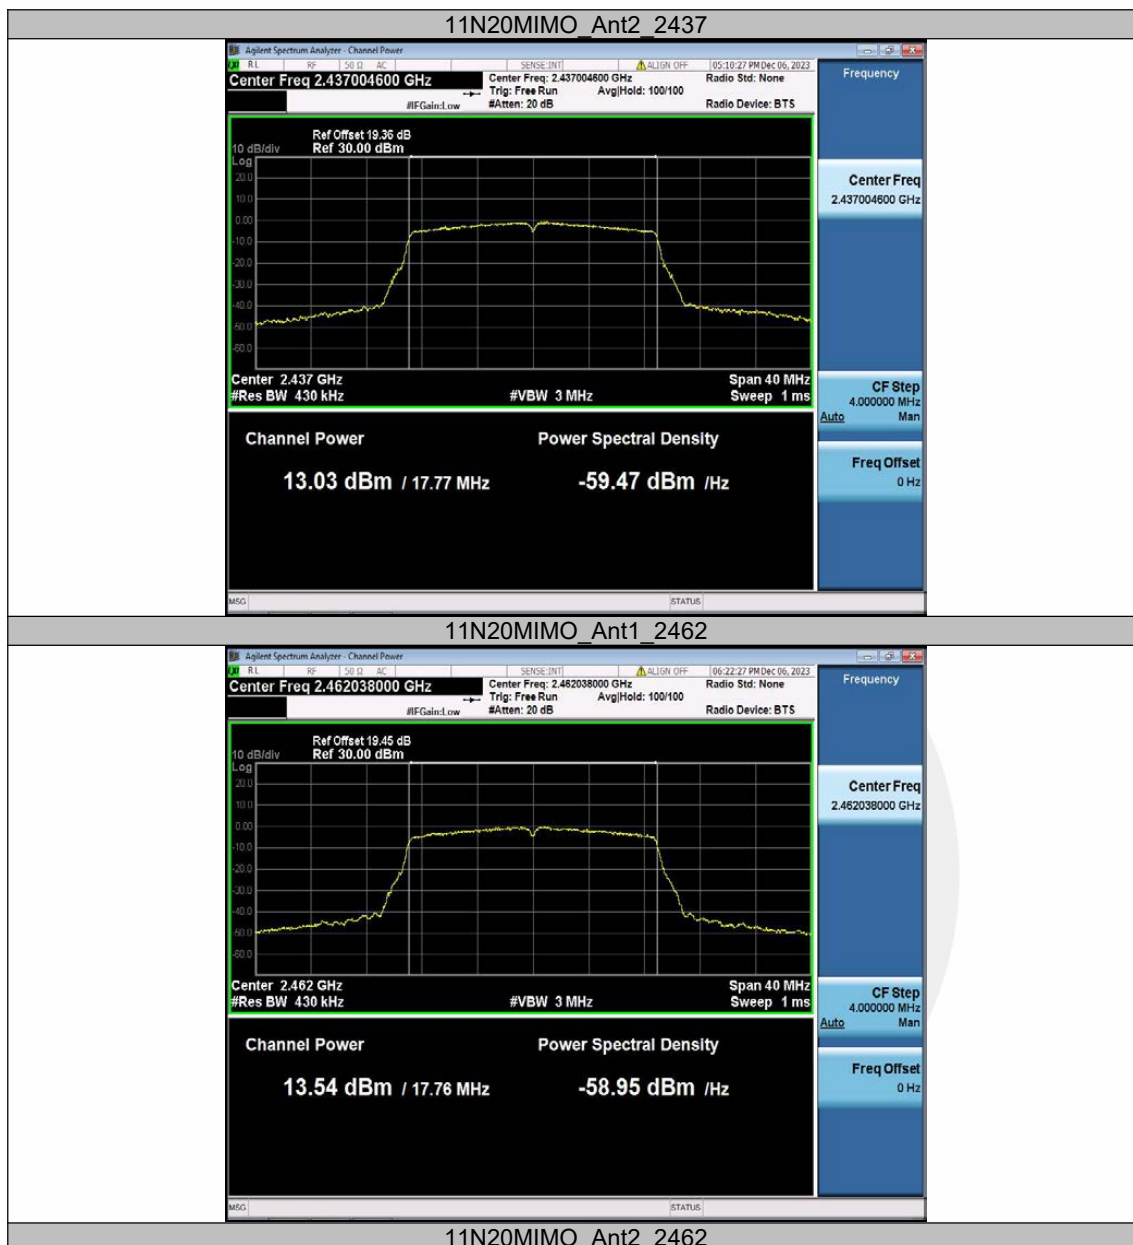 11N20MIMO_Ant2_2437
Agilent Spectrum Analyzer - Channel Power
RL RF 50 Ω AC SENSE:INT ALIGN OFF 05:10:27 PM Dec 06, 2023
Center Freq 2.437004600 GHz
Center Freq: 2.437004600 GHz Radio Std: None
Trig: Free Run Avg|Hold: 100/100
#IFGain:Low #Atten: 20 dB Radio Device: BTS
Frequency
Ref Offset 19.36 dB
10 dB/div Ref 30.00 dBm
Log
20.0
10.0
0.00
-10.0
-20.0
-30.0
-40.0
-50.0
-60.0
Center 2.437 GHz Span 40 MHz
#Res BW 430 kHz #VBW 3 MHz Sweep 1 ms
Center Freq
2.437004600 GHz
CF Step
4.000000 MHz
Auto Man
Freq Offset
0 Hz
Channel Power Power Spectral Density
13.03 dBm / 17.77 MHz -59.47 dBm /Hz
MSG STATUS
11N20MIMO_Ant1_2462
Agilent Spectrum Analyzer - Channel Power
RL RF 50 Ω AC SENSE:INT ALIGN OFF 06:22:27 PM Dec 06, 2023
Center Freq 2.462038000 GHz
Center Freq: 2.462038000 GHz Radio Std: None
Trig: Free Run Avg|Hold: 100/100
#IFGain:Low #Atten: 20 dB Radio Device: BTS
Frequency
Ref Offset 19.45 dB
10 dB/div Ref 30.00 dBm
Log
20.0
10.0
0.00
-10.0
-20.0
-30.0
-40.0
-50.0
-60.0
Center 2.462 GHz Span 40 MHz
#Res BW 430 kHz #VBW 3 MHz Sweep 1 ms
Center Freq
2.462038000 GHz
CF Step
4.000000 MHz
Auto Man
Freq Offset
0 Hz
Channel Power Power Spectral Density
13.54 dBm / 17.76 MHz -58.95 dBm /Hz
MSG STATUS
11N20MIMO_Ant2_2462